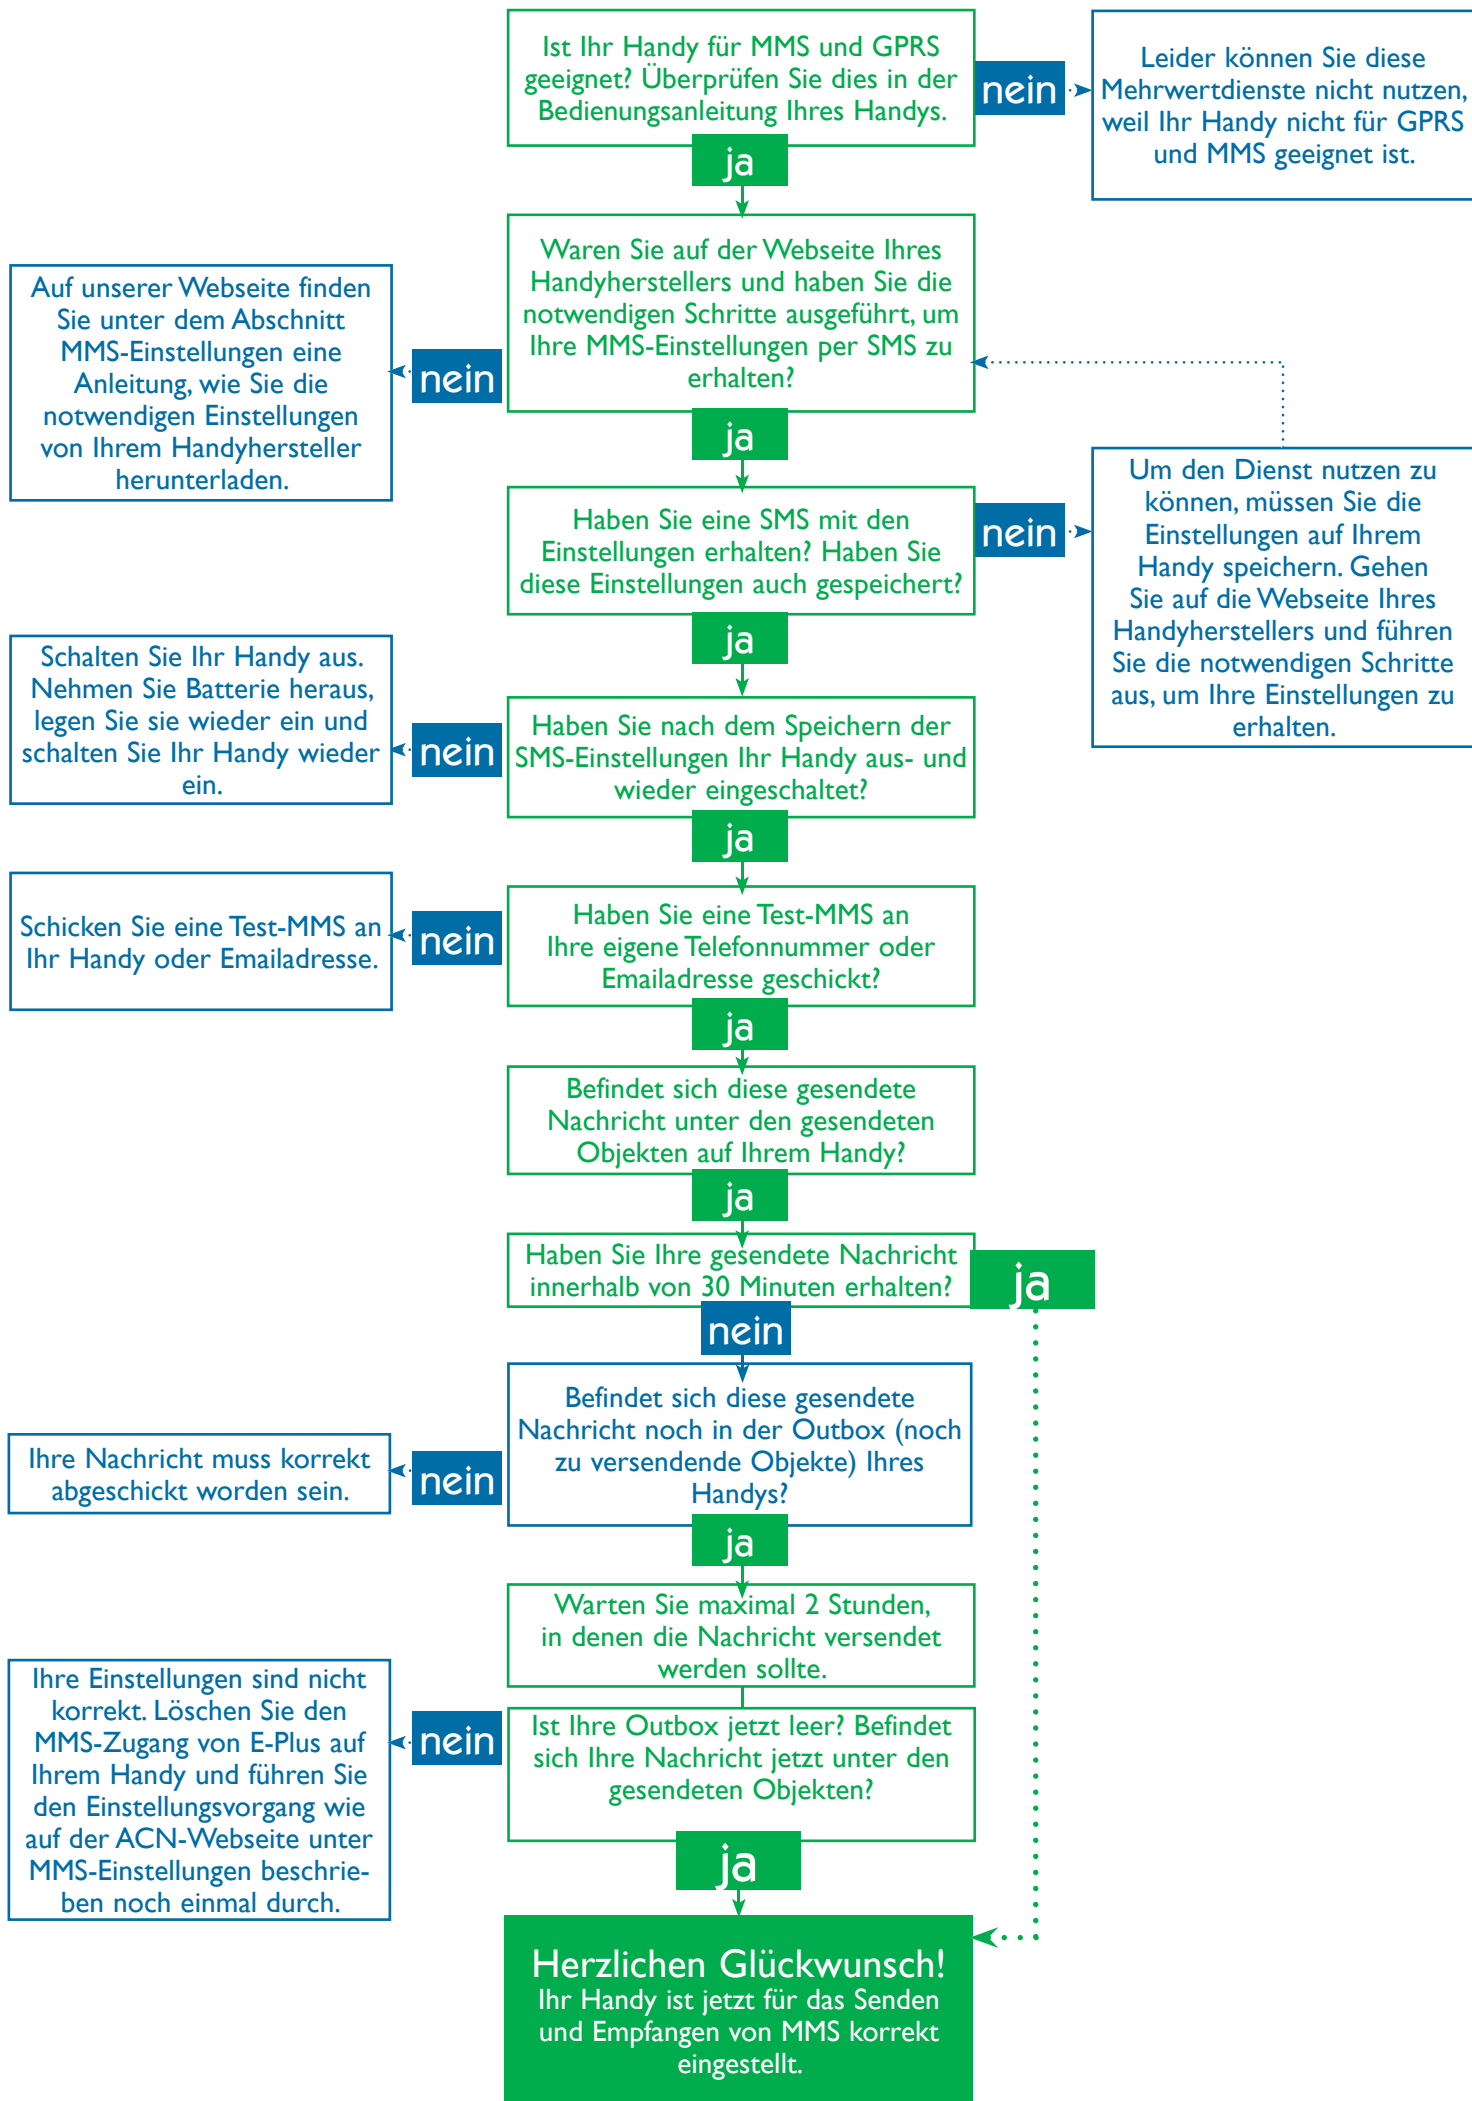 Ist Ihr Handy für MMS und GPRS
geeignet? Überprüfen Sie dies in der
Bedienungsanleitung Ihres Handys.
nein
Leider können Sie diese
Mehrwertdienste nicht nutzen,
weil Ihr Handy nicht für GPRS
und MMS geeignet ist.
ja
Waren Sie auf der Webseite Ihres
Handyherstellers und haben Sie die
notwendigen Schritte ausgeführt, um
Ihre MMS-Einstellungen per SMS zu
erhalten?
nein
Auf unserer Webseite finden
Sie unter dem Abschnitt
MMS-Einstellungen eine
Anleitung, wie Sie die
notwendigen Einstellungen
von Ihrem Handyhersteller
herunterladen.
ja
Haben Sie eine SMS mit den
Einstellungen erhalten? Haben Sie
diese Einstellungen auch gespeichert?
nein
Um den Dienst nutzen zu
können, müssen Sie die
Einstellungen auf Ihrem
Handy speichern. Gehen
Sie auf die Webseite Ihres
Handyherstellers und führen
Sie die notwendigen Schritte
aus, um Ihre Einstellungen zu
erhalten.
ja
Haben Sie nach dem Speichern der
SMS-Einstellungen Ihr Handy aus- und
wieder eingeschaltet?
nein
Schalten Sie Ihr Handy aus.
Nehmen Sie Batterie heraus,
legen Sie sie wieder ein und
schalten Sie Ihr Handy wieder
ein.
ja
Haben Sie eine Test-MMS an
Ihre eigene Telefonnummer oder
Emailadresse geschickt?
nein
Schicken Sie eine Test-MMS an
Ihr Handy oder Emailadresse.
ja
Befindet sich diese gesendete
Nachricht unter den gesendeten
Objekten auf Ihrem Handy?
ja
Haben Sie Ihre gesendete Nachricht
innerhalb von 30 Minuten erhalten?
ja
nein
Befindet sich diese gesendete
Nachricht noch in der Outbox (noch
zu versendende Objekte) Ihres
Handys?
nein
Ihre Nachricht muss korrekt
abgeschickt worden sein.
ja
Warten Sie maximal 2 Stunden,
in denen die Nachricht versendet
werden sollte.
Ist Ihre Outbox jetzt leer? Befindet
sich Ihre Nachricht jetzt unter den
gesendeten Objekten?
nein
Ihre Einstellungen sind nicht
korrekt. Löschen Sie den
MMS-Zugang von E-Plus auf
Ihrem Handy und führen Sie
den Einstellungsvorgang wie
auf der ACN-Webseite unter
MMS-Einstellungen beschrie-
ben noch einmal durch.
ja
Herzlichen Glückwunsch!
Ihr Handy ist jetzt für das Senden
und Empfangen von MMS korrekt
eingestellt.